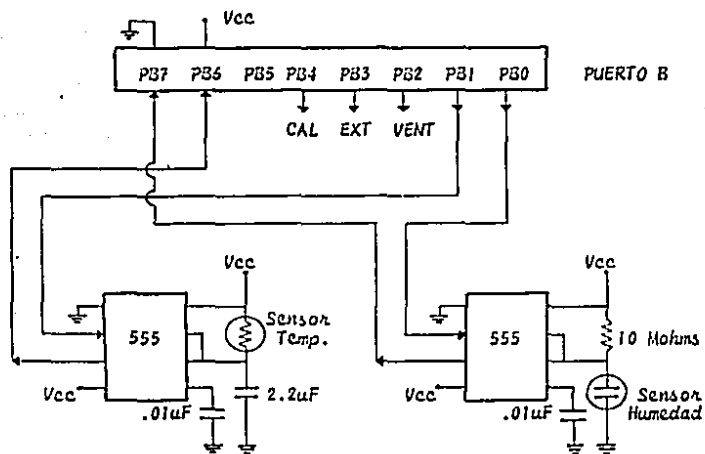 Vcc
PB7 PB6 PB5 PB4 PB3 PB2 PB1 PB0 PUERTO B
CAL EXT VENT
Vcc
Vcc
555
Sensor
Temp.
555
10 Mohms
Vcc
2.2uF
.01uF
Vcc
.01uF
Sensor
Humedad